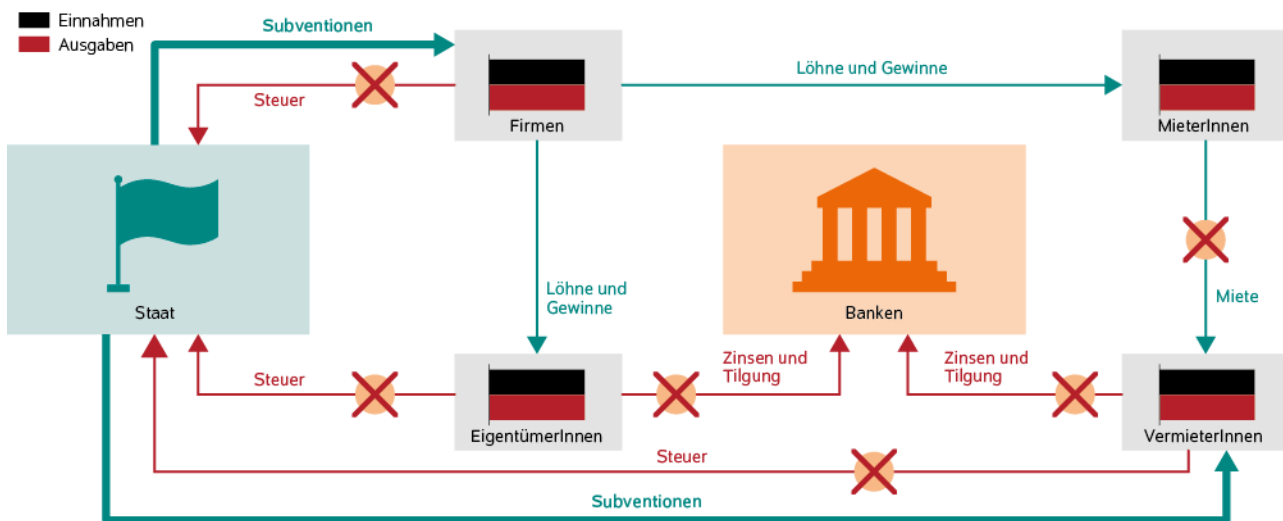 Einnahmen
Ausgaben
Subventionen
Steuer
Firmen
Löhne und Gewinne
MieterInnen
Staat
Löhne und
Gewinne
Banken
Miete
Steuer
EigentümerInnen
Zinsen und
Tilgung
Zinsen und
Tilgung
VermieterInnen
Steuer
Subventionen